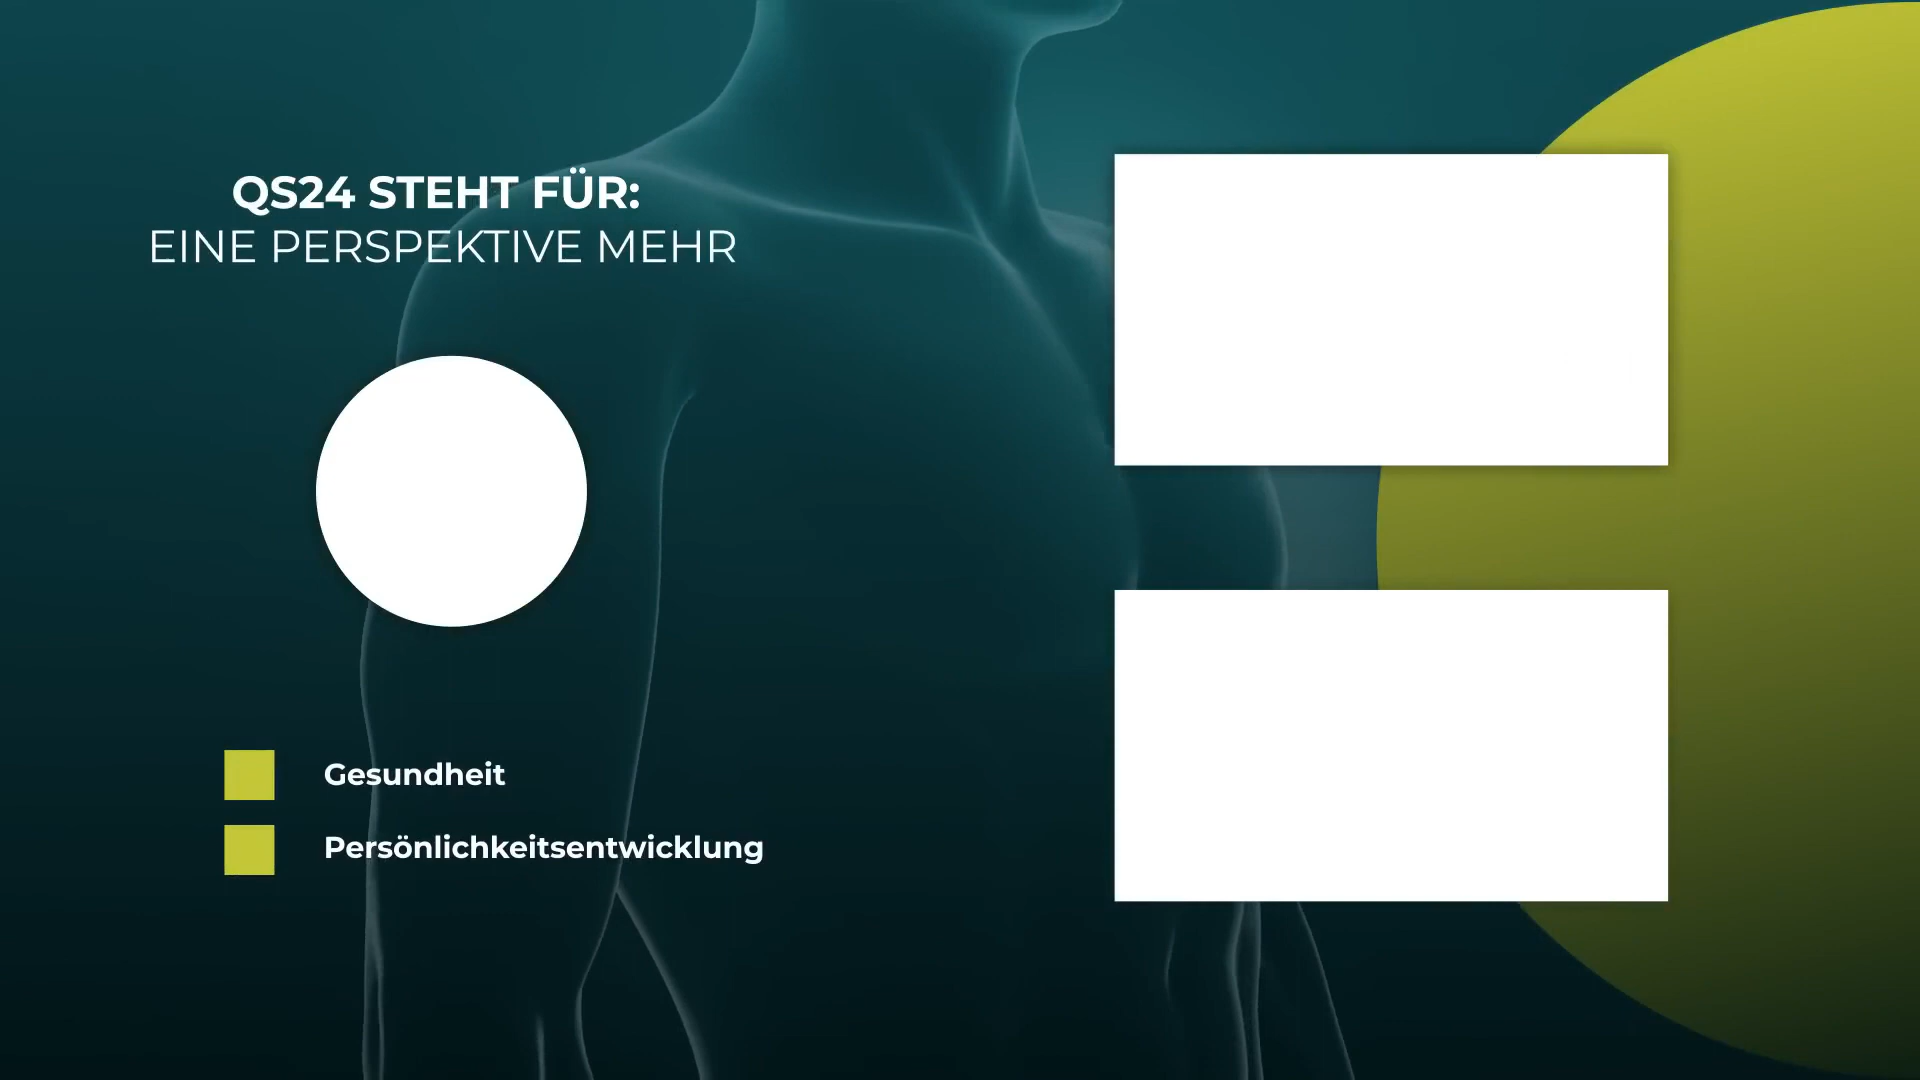 QS24 STEHT FÜR:
EINE PERSPEKTIVE MEHR
Gesundheit
Persönlichkeitsentwicklung